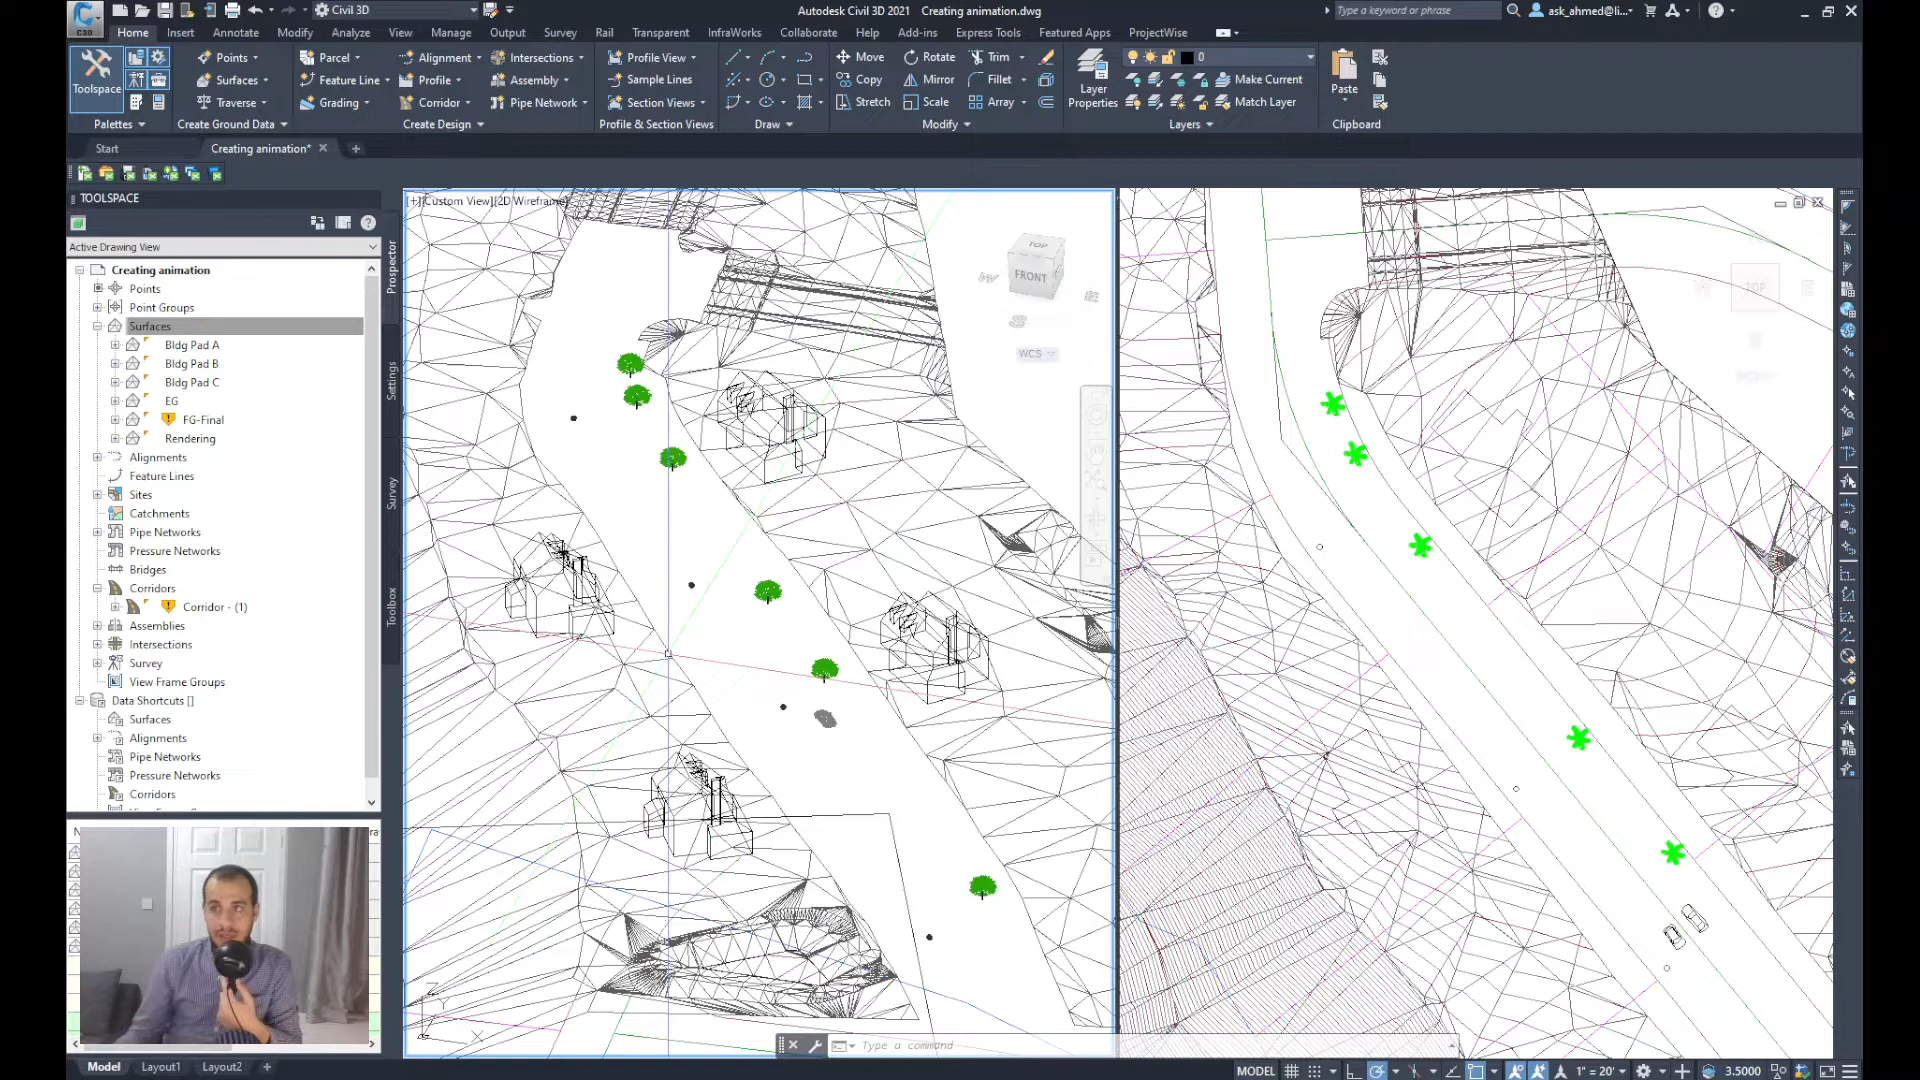 Civil 3D
Autodesk Civil 3D 2021 Creating animation.dwg
Type a keyword or phrase
ask_ahmed@li...
C3D
Home Insert Annotate Modify Analyze View Manage Output Survey Rail Transparent InfraWorks Collaborate Help Add-ins Express Tools Featured Apps ProjectWise
Points Parcel Alignment Intersections Profile View Move Rotate Trim 0
Toolspace Surfaces Feature Line Profile Assembly Sample Lines Copy Mirror Fillet Layer Properties Make Current Paste
Traverse Grading Corridor Pipe Network Section Views Stretch Scale Array Match Layer
Palettes Create Ground Data Create Design Profile & Section Views Draw Modify Layers Clipboard
Start Creating animation*
TOOLSPACE
Active Drawing View
Creating animation
Points
Point Groups
Surfaces
Bldg Pad A
Bldg Pad B
Bldg Pad C
EG
FG-Final
Rendering
Alignments
Feature Lines
Sites
Catchments
Pipe Networks
Pressure Networks
Bridges
Corridors
Corridor - (1)
Assemblies
Intersections
Survey
View Frame Groups
Data Shortcuts []
Surfaces
Alignments
Pipe Networks
Pressure Networks
Corridors
Prospector
Settings
Survey
Toolbox
[+][Custom View][2D Wireframe]
TOP
FRONT
W
E
S
WCS
TOP
Type a command
Model Layout1 Layout2
MODEL 1" = 20' 3.5000